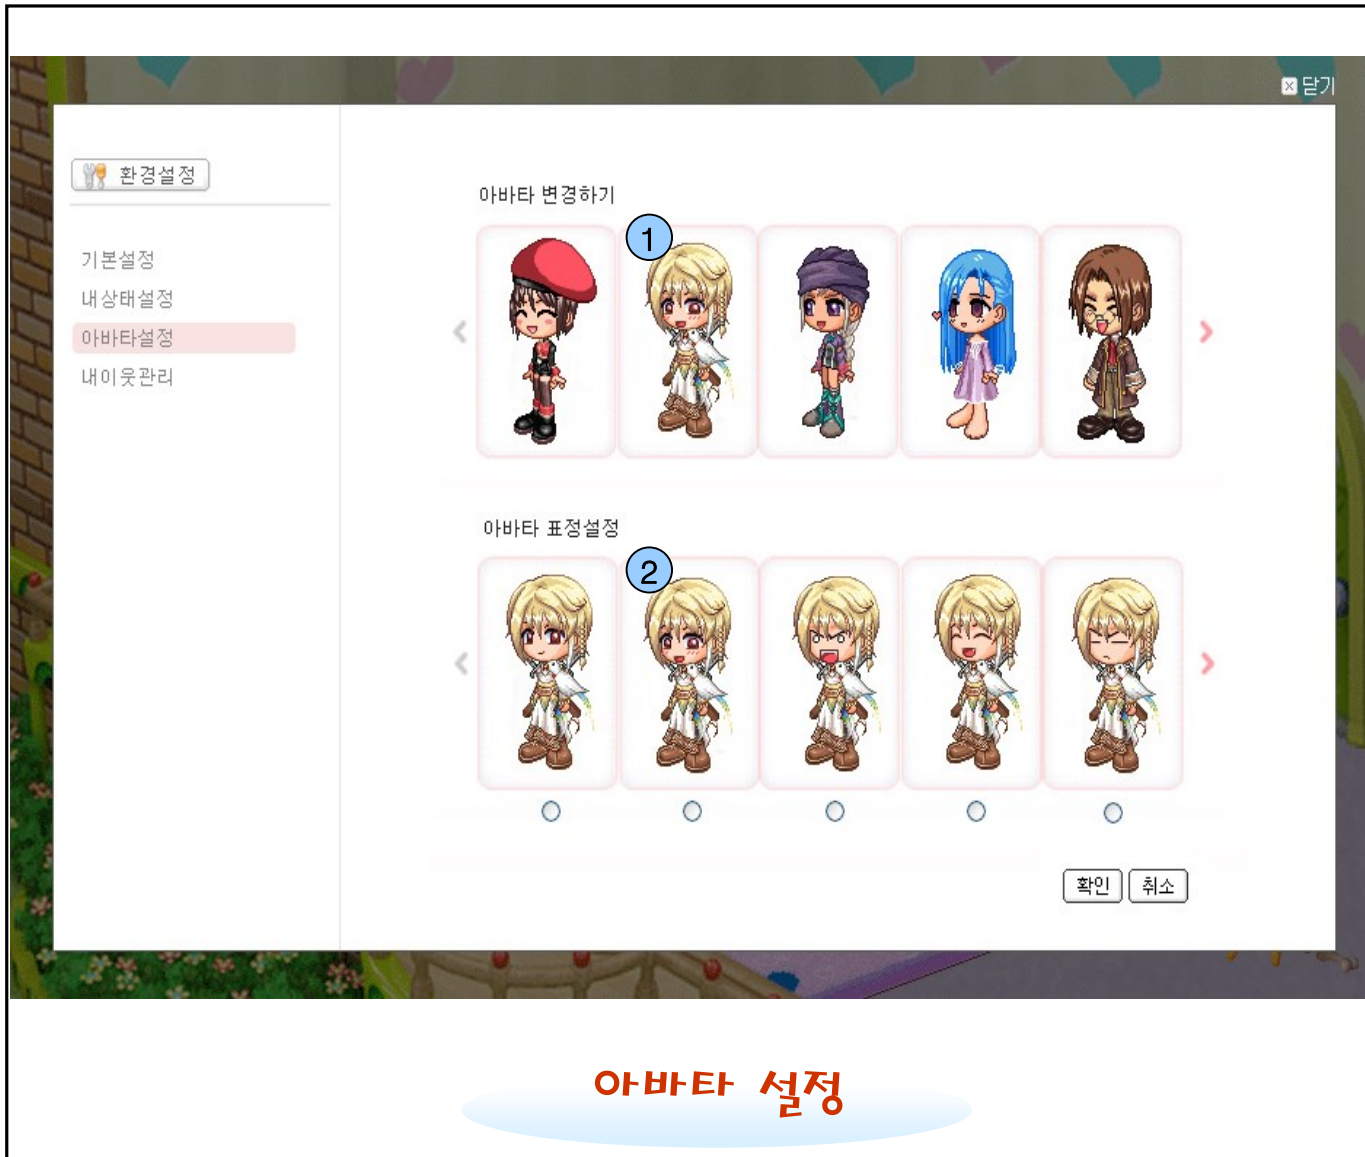 닫기
환경설정
기본설정
내상태설정
아바타설정
내이웃관리
아바타 변경하기
1
아바타 표정설정
2
확인 취소
아바타 설정